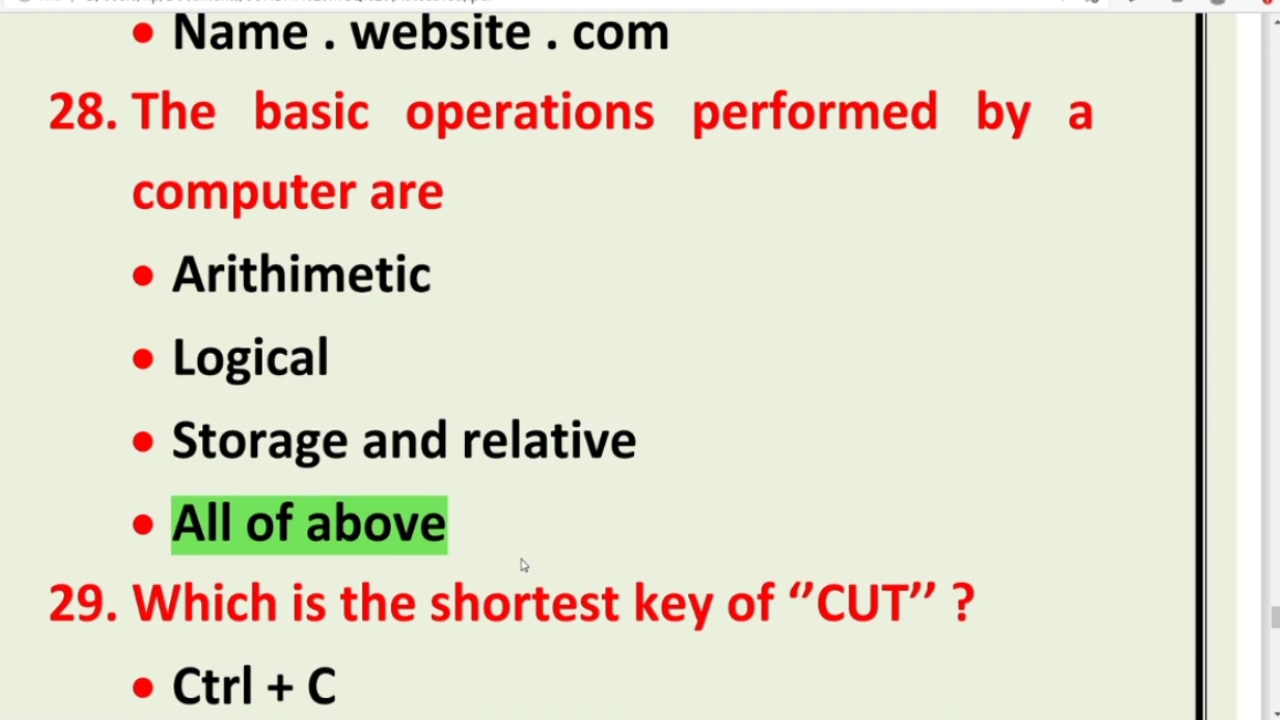 • Name . website . com
28. The basic operations performed by a
computer are
• Arithimetic
• Logical
• Storage and relative
• All of above
29. Which is the shortest key of ‘’CUT’’ ?
• Ctrl + C